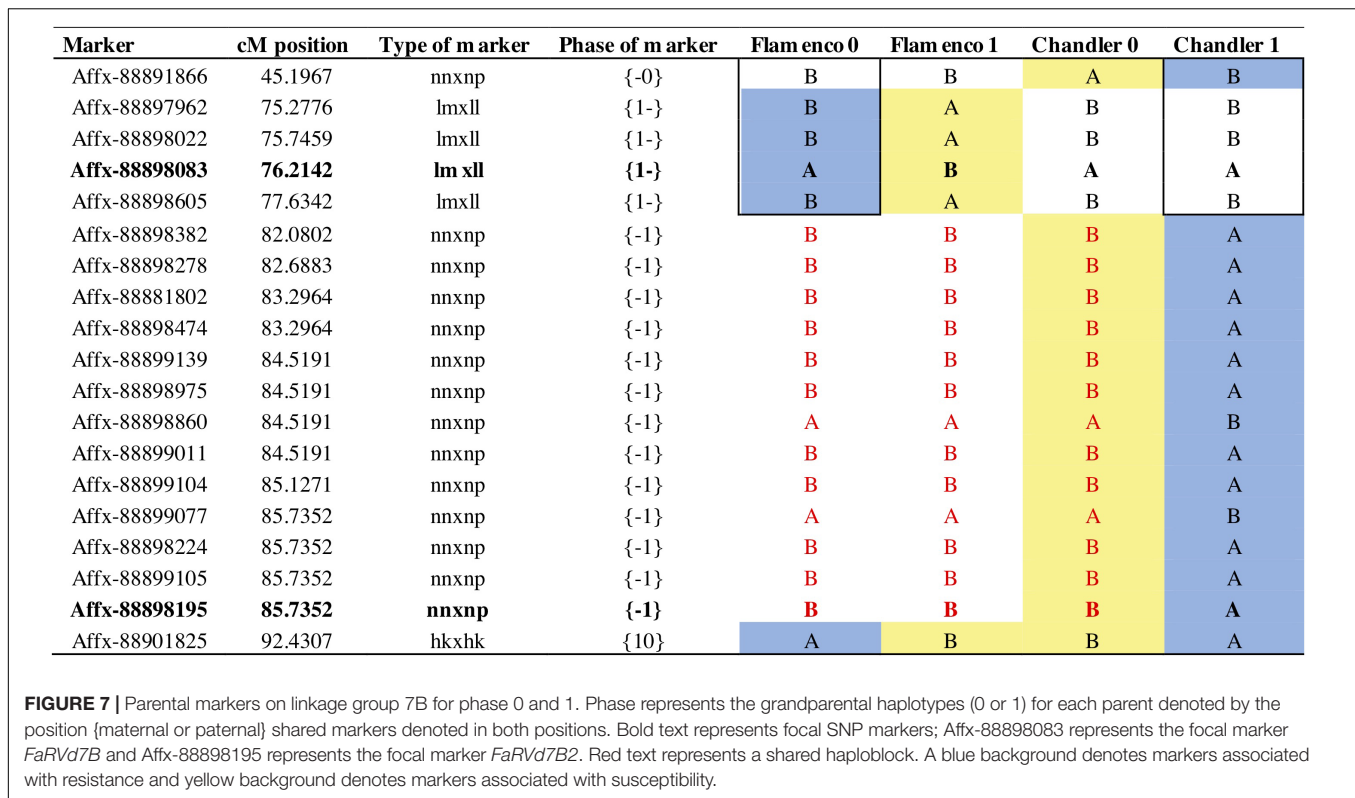 Marker cM position Type of marker Phase of marker Flamenco 0 Flamenco 1 Chandler 0 Chandler 1
Affx-88891866 45.1967 nnxnp {-0} B B A B
Affx-88897962 75.2776 lmxll {1-} B A B B
Affx-88898022 75.7459 lmxll {1-} B A B B
Affx-88898083 76.2142 lmxll {1-} A B A A
Affx-88898605 77.6342 lmxll {1-} B A B B
Affx-88898382 82.0802 nnxnp {-1} B B B A
Affx-88898278 82.6883 nnxnp {-1} B B B A
Affx-88881802 83.2964 nnxnp {-1} B B B A
Affx-88898474 83.2964 nnxnp {-1} B B B A
Affx-88899139 84.5191 nnxnp {-1} B B B A
Affx-88898975 84.5191 nnxnp {-1} B B B A
Affx-88898860 84.5191 nnxnp {-1} A A A B
Affx-88899011 84.5191 nnxnp {-1} B B B A
Affx-88899104 85.1271 nnxnp {-1} B B B A
Affx-88899077 85.7352 nnxnp {-1} A A A B
Affx-88898224 85.7352 nnxnp {-1} B B B A
Affx-88899105 85.7352 nnxnp {-1} B B B A
Affx-88898195 85.7352 nnxnp {-1} B B B A
Affx-88901825 92.4307 hkxhk {10} A B B A
FIGURE 7 | Parental markers on linkage group 7B for phase 0 and 1. Phase represents the grandparental haplotypes (0 or 1) for each parent denoted by the
position {maternal or paternal} shared markers denoted in both positions. Bold text represents focal SNP markers; Affx-88898083 represents the focal marker
FaRVd7B and Affx-88898195 represents the focal marker FaRVd7B2. Red text represents a shared haploblock. A blue background denotes markers associated
with resistance and yellow background denotes markers associated with susceptibility.